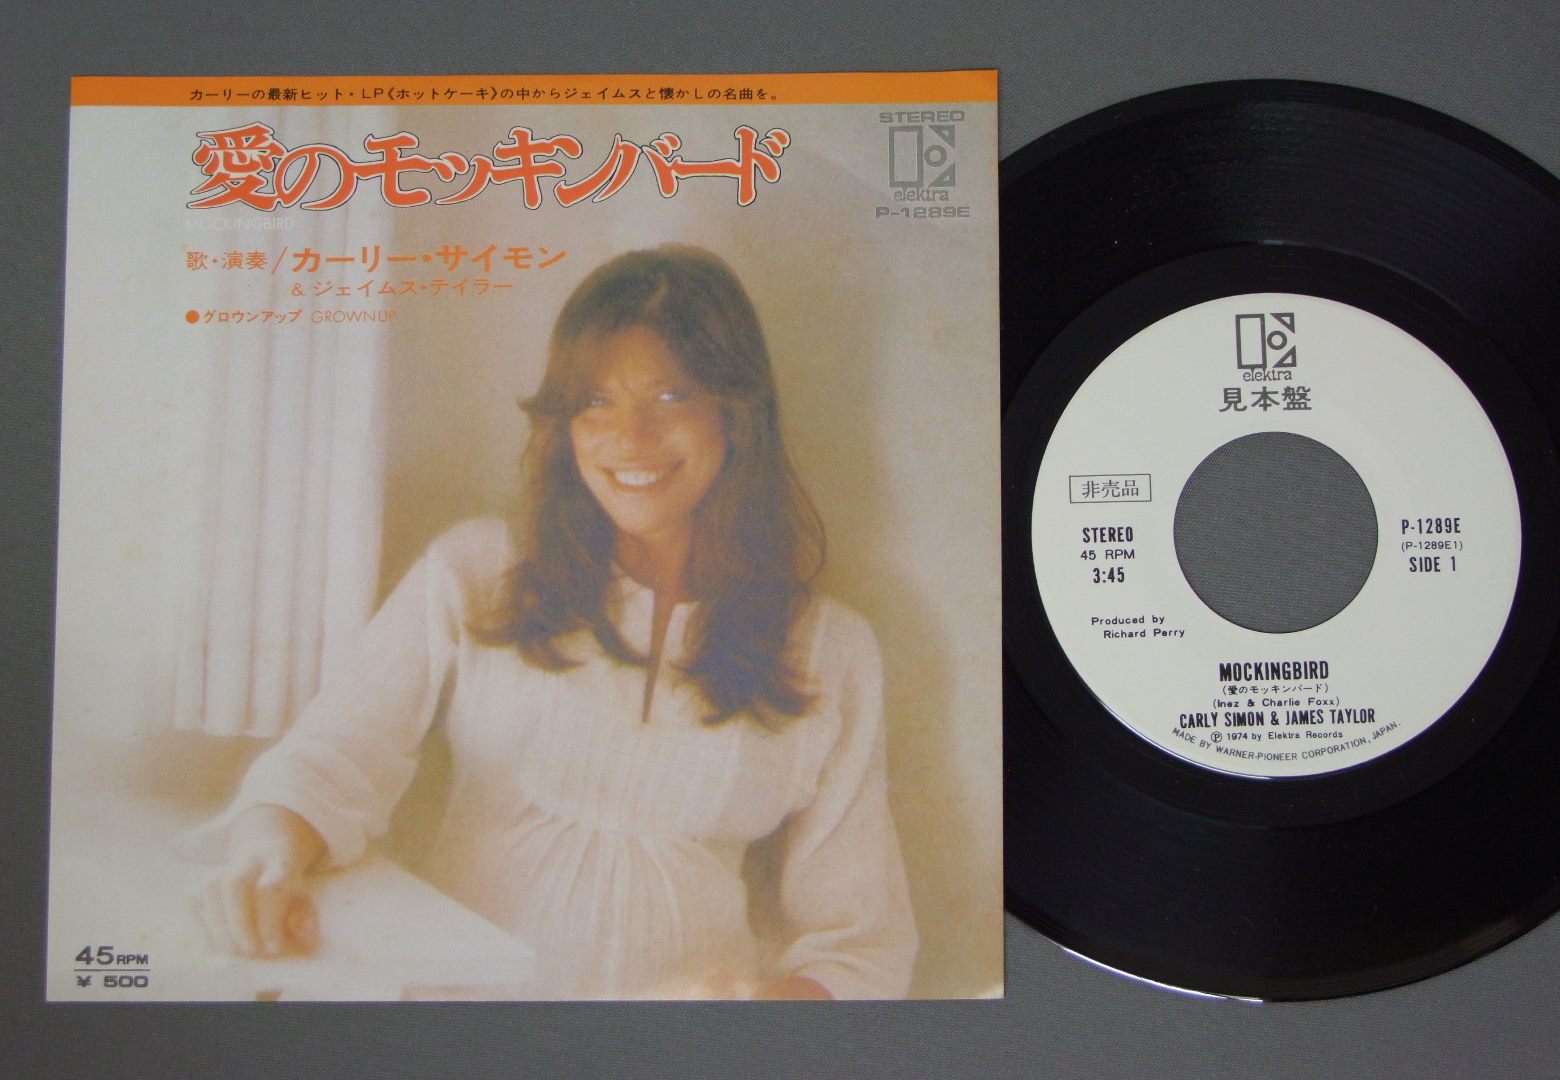 カーリーの最新ヒット・LP《ホットケーキ》の中からジェイムスと懐かしの名曲を。
愛のモッキンバード
MOCKINGBIRD
歌・演奏/カーリー・サイモン
& ジェイムス・テイラー
●グロウンアップ GROWNUP
STEREO
elektra
P-1289E
45 RPM
¥ 500
elektra
見本盤
非売品
STEREO
45 RPM
3:45
P-1289E
(P-1289E1)
SIDE 1
Produced by
Richard Perry
MOCKINGBIRD
(愛のモッキンバード)
(Inez & Charlie Foxx)
CARLY SIMON & JAMES TAYLOR
Ⓟ 1974 by Elektra Records
MADE BY WARNER-PIONEER CORPORATION, JAPAN.